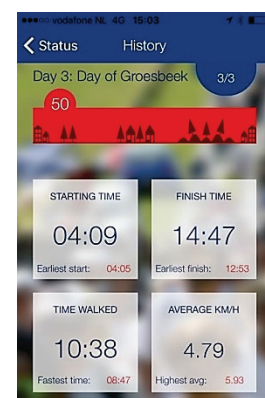 vodafone NL 4G 15:03
Status History
Day 3: Day of Groesbeek 3/3
50
STARTING TIME FINISH TIME
04:09 14:47
Earliest start: 04:05 Earliest finish: 12:53
TIME WALKED AVERAGE KM/H
10:38 4.79
Fastest time: 08:47 Highest avg: 5.93